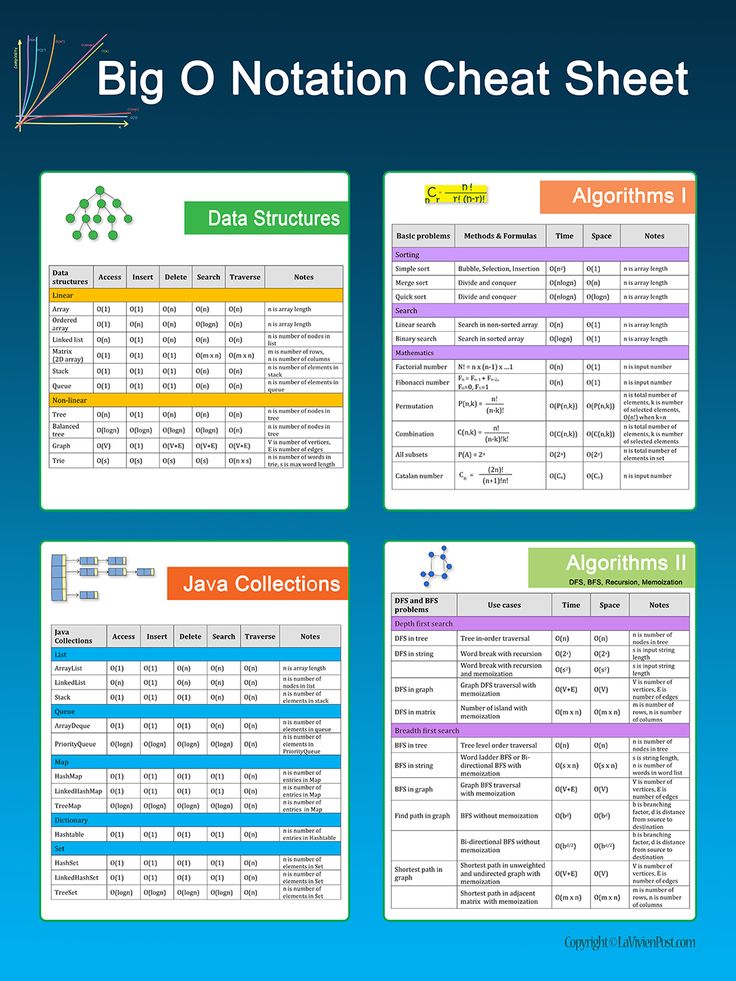 Big O Notation Cheat Sheet
Data Structures
Data structures Access Insert Delete Search Traverse Notes
Linear
Array O(1) O(1) O(n) O(n) O(n) n is array length
Ordered array O(1) O(n) O(n) O(logn) O(n) n is array length
Linked list O(n) O(1) O(n) O(n) O(n) n is number of nodes in list
Matrix (2D array) O(1) O(1) O(1) O(m x n) O(m x n) m is number of rows, n is number of columns
Stack O(1) O(1) O(1) O(n) O(n) n is number of elements in stack
Queue O(1) O(1) O(1) O(n) O(n) n is number of elements in queue
Non-linear
Tree O(n) O(1) O(n) O(n) O(n) n is number of nodes in tree
Balanced tree O(logn) O(logn) O(logn) O(logn) O(n) n is number of nodes in tree
Graph O(V) O(1) O(V+E) O(V+E) O(V+E) V is number of vertices, E is number of edges
Trie O(s) O(s) O(s) O(s) O(n x s) n is number of words in trie, s is max word length
nCr = n! / r! (n-r)!
Algorithms I
Basic problems Methods & Formulas Time Space Notes
Sorting
Simple sort Bubble, Selection, Insertion O(n²) O(1) n is array length
Merge sort Divide and conquer O(nlogn) O(n) n is array length
Quick sort Divide and conquer O(nlogn) O(logn) n is array length
Search
Linear search Search in non-sorted array O(n) O(1) n is array length
Binary search Search in sorted array O(logn) O(1) n is array length
Mathematics
Factorial number N! = n x (n-1) x ...1 O(n) O(1) n is input number
Fibonacci number Fₙ = Fₙ₋₁ + Fₙ₋₂, F₀=0, F₁=1 O(n) O(1) n is input number
Permutation P(n,k) = n! / (n-k)! O(P(n,k)) O(P(n,k)) n is total number of elements, k is number of selected elements, O(n!) when k=n
Combination C(n,k) = n! / (n-k)!k! O(C(n,k)) O(C(n,k)) n is total number of elements, k is number of selected elements
All subsets P(A) = 2ⁿ O(2ⁿ) O(2ⁿ) n is total number of elements in set
Catalan number Cₙ = (2n)! / (n+1)!n! O(Cₙ) O(Cₙ) n is input number
Java Collections
Java Collections Access Insert Delete Search Traverse Notes
List
ArrayList O(1) O(1) O(n) O(n) O(n) n is array length
LinkedList O(n) O(1) O(n) O(n) O(n) n is number of nodes in list
Stack O(1) O(1) O(1) O(n) O(n) n is number of elements in stack
Queue
ArrayDeque O(1) O(1) O(1) O(n) O(n) n is number of elements in queue
PriorityQueue O(logn) O(logn) O(logn) O(logn) O(n) n is number of elements in PriorityQueue
Map
HashMap O(1) O(1) O(1) O(1) O(n) n is number of entries in Map
LinkedHashMap O(1) O(1) O(1) O(1) O(n) n is number of entries in Map
TreeMap O(logn) O(logn) O(logn) O(logn) O(n) n is number of entries in Map
Dictionary
Hashtable O(1) O(1) O(1) O(1) O(n) n is number of entries in Hashtable
Set
HashSet O(1) O(1) O(1) O(1) O(n) n is number of elements in Set
LinkedHashSet O(1) O(1) O(1) O(1) O(n) n is number of elements in Set
TreeSet O(logn) O(logn) O(logn) O(logn) O(n) n is number of elements in Set
Algorithms II
DFS, BFS, Recursion, Memoization
DFS and BFS problems Use cases Time Space Notes
Depth first search
DFS in tree Tree in-order traversal O(n) O(n) n is number of nodes in tree
DFS in string Word break with recursion O(2ˢ) O(2ˢ) s is input string length
Word break with recursion and memoization O(s²) O(s²) s is input string length
DFS in graph Graph DFS traversal with memoization O(V+E) O(V) V is number of vertices, E is number of edges
DFS in matrix Number of island with memoization O(m x n) O(m x n) m is number of rows, n is number of columns
Breadth first search
BFS in tree Tree level order traversal O(n) O(n) n is number of nodes in tree
BFS in string Word ladder BFS or Bi-directional BFS with memoization O(s x n) O(s x n) s is string length, n is number of words in word list
BFS in graph Graph BFS traversal with memoization O(V+E) O(V) V is number of vertices, E is number of edges
Find path in graph BFS without memoization O(bᵈ) O(bᵈ) b is branching factor, d is distance from source to destination
Bi-directional BFS without memoization O(bᵈᐟ²) O(bᵈᐟ²) b is branching factor, d is distance from source to destination
Shortest path in graph Shortest path in unweighted and undirected graph with memoization O(V+E) O(V) V is number of vertices, E is number of edges
Shortest path in adjacent matrix with memoization O(m x n) O(m x n) m is number of rows, n is number of columns
Copyright © LaVivienPost.com